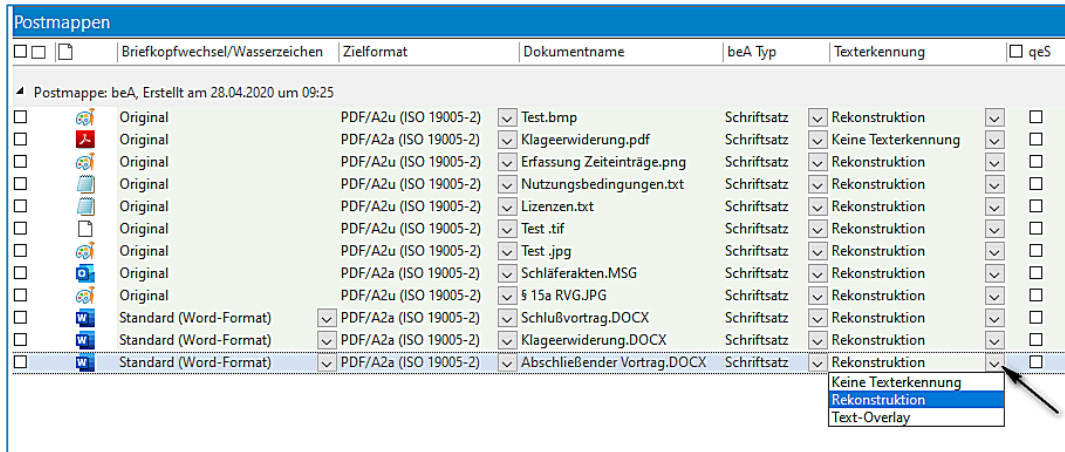 Postmappen
Briefkopfwechsel/Wasserzeichen Zielformat Dokumentname beA Typ Texterkennung qeS
Postmappe: beA, Erstellt am 28.04.2020 um 09:25
Original PDF/A2u (ISO 19005-2) Test.bmp Schriftsatz Rekonstruktion
Original PDF/A2a (ISO 19005-2) Klageerwiderung.pdf Schriftsatz Keine Texterkennung
Original PDF/A2u (ISO 19005-2) Erfassung Zeiteinträge.png Schriftsatz Rekonstruktion
Original PDF/A2u (ISO 19005-2) Nutzungsbedingungen.txt Schriftsatz Rekonstruktion
Original PDF/A2u (ISO 19005-2) Lizenzen.txt Schriftsatz Rekonstruktion
Original PDF/A2u (ISO 19005-2) Test .tif Schriftsatz Rekonstruktion
Original PDF/A2u (ISO 19005-2) Test .jpg Schriftsatz Rekonstruktion
Original PDF/A2a (ISO 19005-2) Schläferakten.MSG Schriftsatz Rekonstruktion
Original PDF/A2u (ISO 19005-2) § 15a RVG.JPG Schriftsatz Rekonstruktion
Standard (Word-Format) PDF/A2a (ISO 19005-2) Schlußvortrag.DOCX Schriftsatz Rekonstruktion
Standard (Word-Format) PDF/A2a (ISO 19005-2) Klageerwiderung.DOCX Schriftsatz Rekonstruktion
Standard (Word-Format) PDF/A2a (ISO 19005-2) Abschließender Vortrag.DOCX Schriftsatz Rekonstruktion
Keine Texterkennung
Rekonstruktion
Text-Overlay